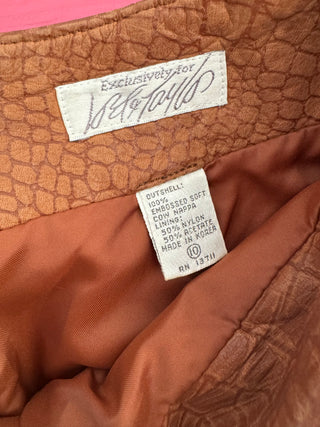 Exclusively for
Lord & Taylor
OUTSHELL:
100%
EMBOSSED SOFT
COW NAPPA
LINING:
50% NYLON
50% ACETATE
MADE IN KOREA
10
RN 13711